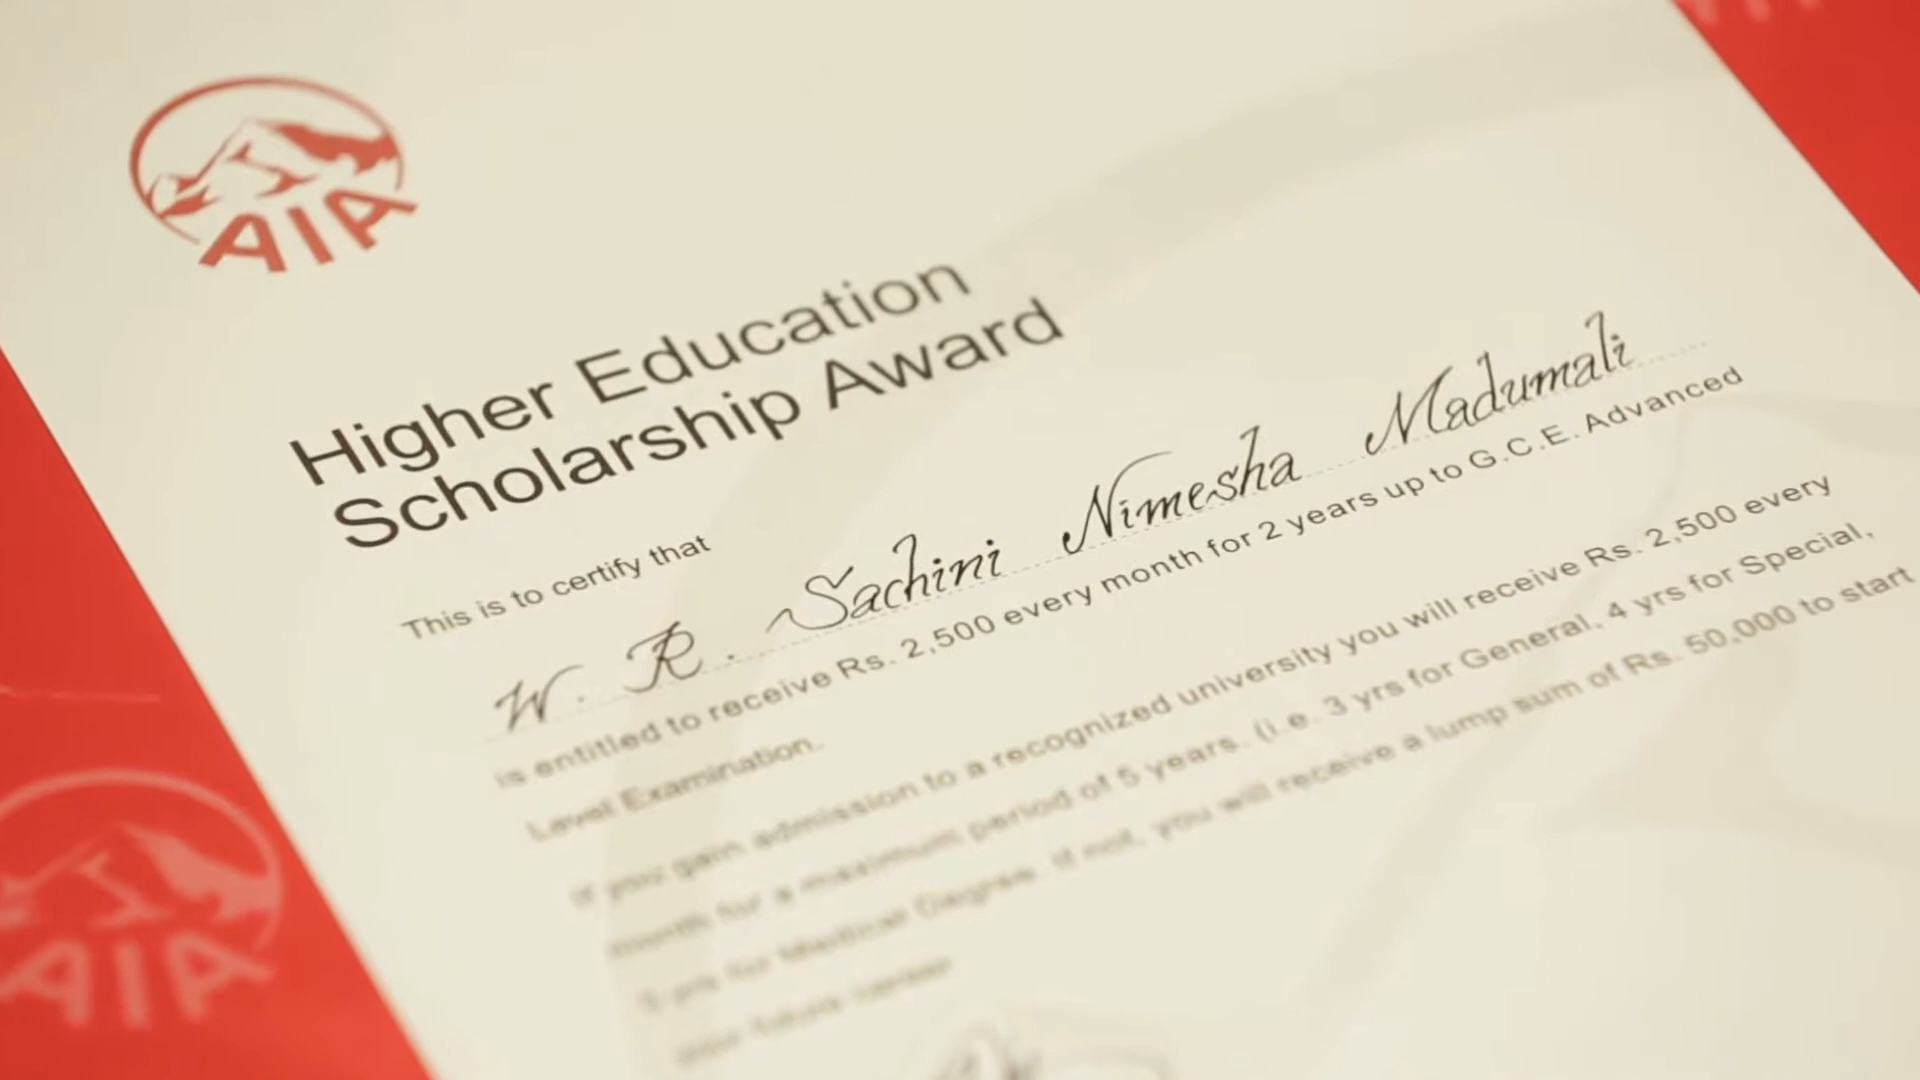 AIA
Higher Education
Scholarship Award
This is to certify that
W. R. Sachini Nimesha Madumali
is entitled to receive Rs. 2,500 every month for 2 years up to G.C.E. Advanced
Level Examination.
If you gain admission to a recognized university you will receive Rs. 2,500 every
month for a maximum period of 5 years. (i.e. 3 yrs for General, 4 yrs for Special,
5 yrs for Medical Degree. If not, you will receive a lump sum of Rs. 50,000 to start
your future career
AIA